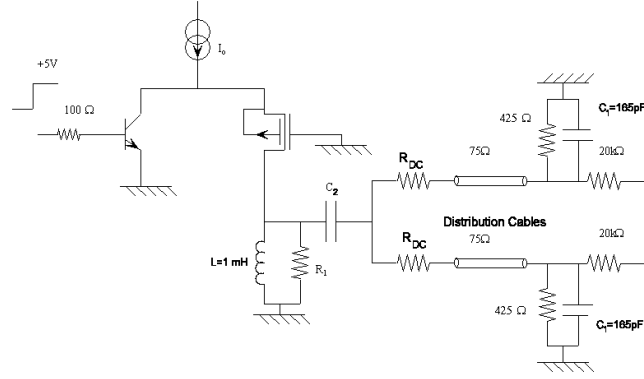 I₀
+5V
100 Ω
C₁=165pF
425 Ω
R_DC
75Ω
20kΩ
C₂
Distribution Cables
R_DC
75Ω
20kΩ
L=1 mH
R₁
425 Ω
C₁=165pF